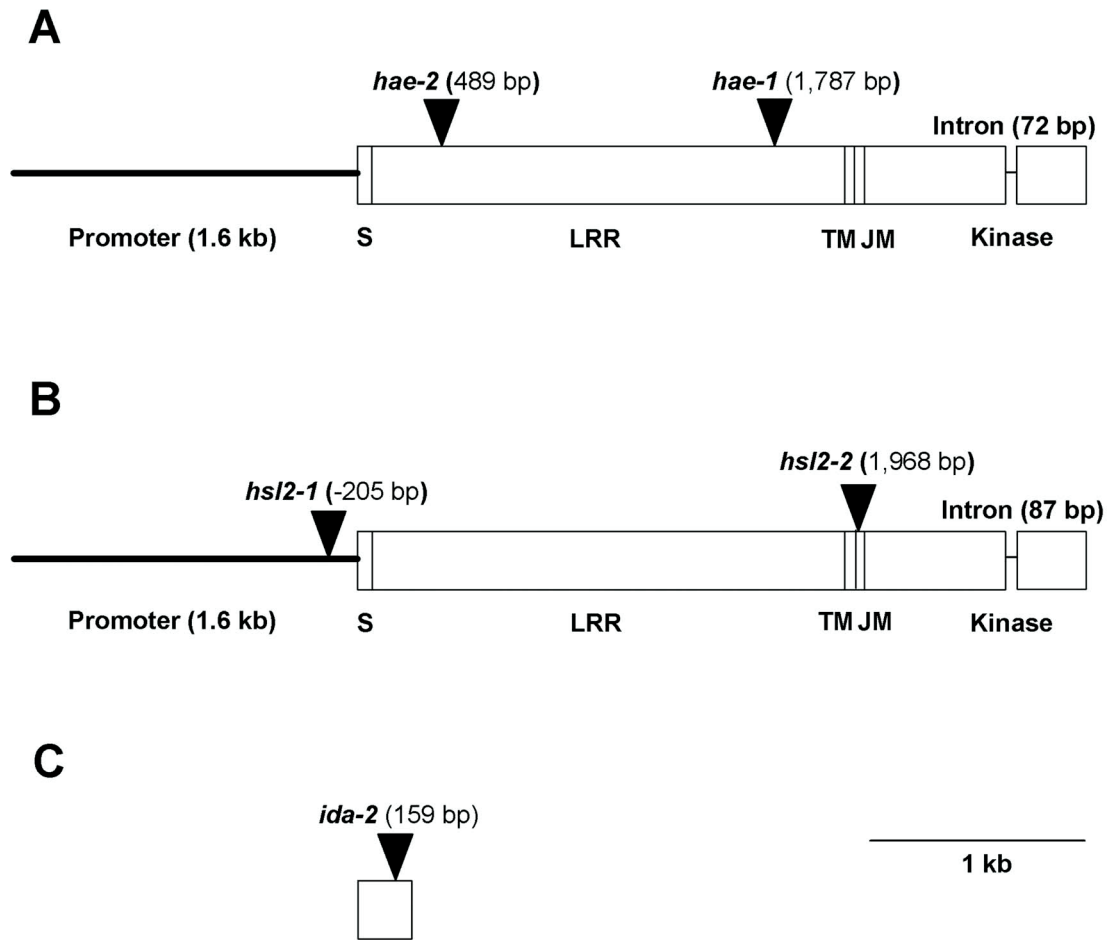 A
hae-2 (489 bp)
hae-1 (1,787 bp)
Intron (72 bp)
Promoter (1.6 kb)
S
LRR
TM JM
Kinase
B
hsl2-1 (-205 bp)
hsl2-2 (1,968 bp)
Intron (87 bp)
Promoter (1.6 kb)
S
LRR
TM JM
Kinase
C
ida-2 (159 bp)
1 kb